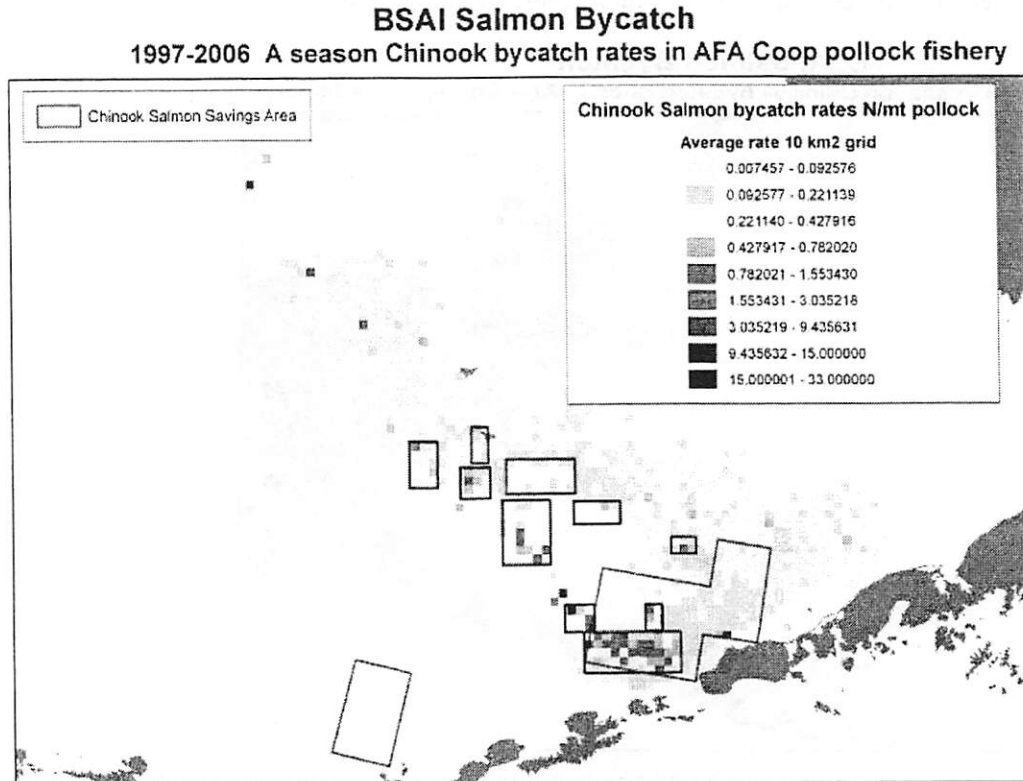 BSAI Salmon Bycatch
1997-2006 A season Chinook bycatch rates in AFA Coop pollock fishery
Chinook Salmon Savings Area
Chinook Salmon bycatch rates N/mt pollock
Average rate 10 km2 grid
0.007457 - 0.092576
0.092577 - 0.221139
0.221140 - 0.427916
0.427917 - 0.782020
0.782021 - 1.553430
1.553431 - 3.035218
3.035219 - 9.435631
9.435632 - 15.000000
15.000001 - 33.000000